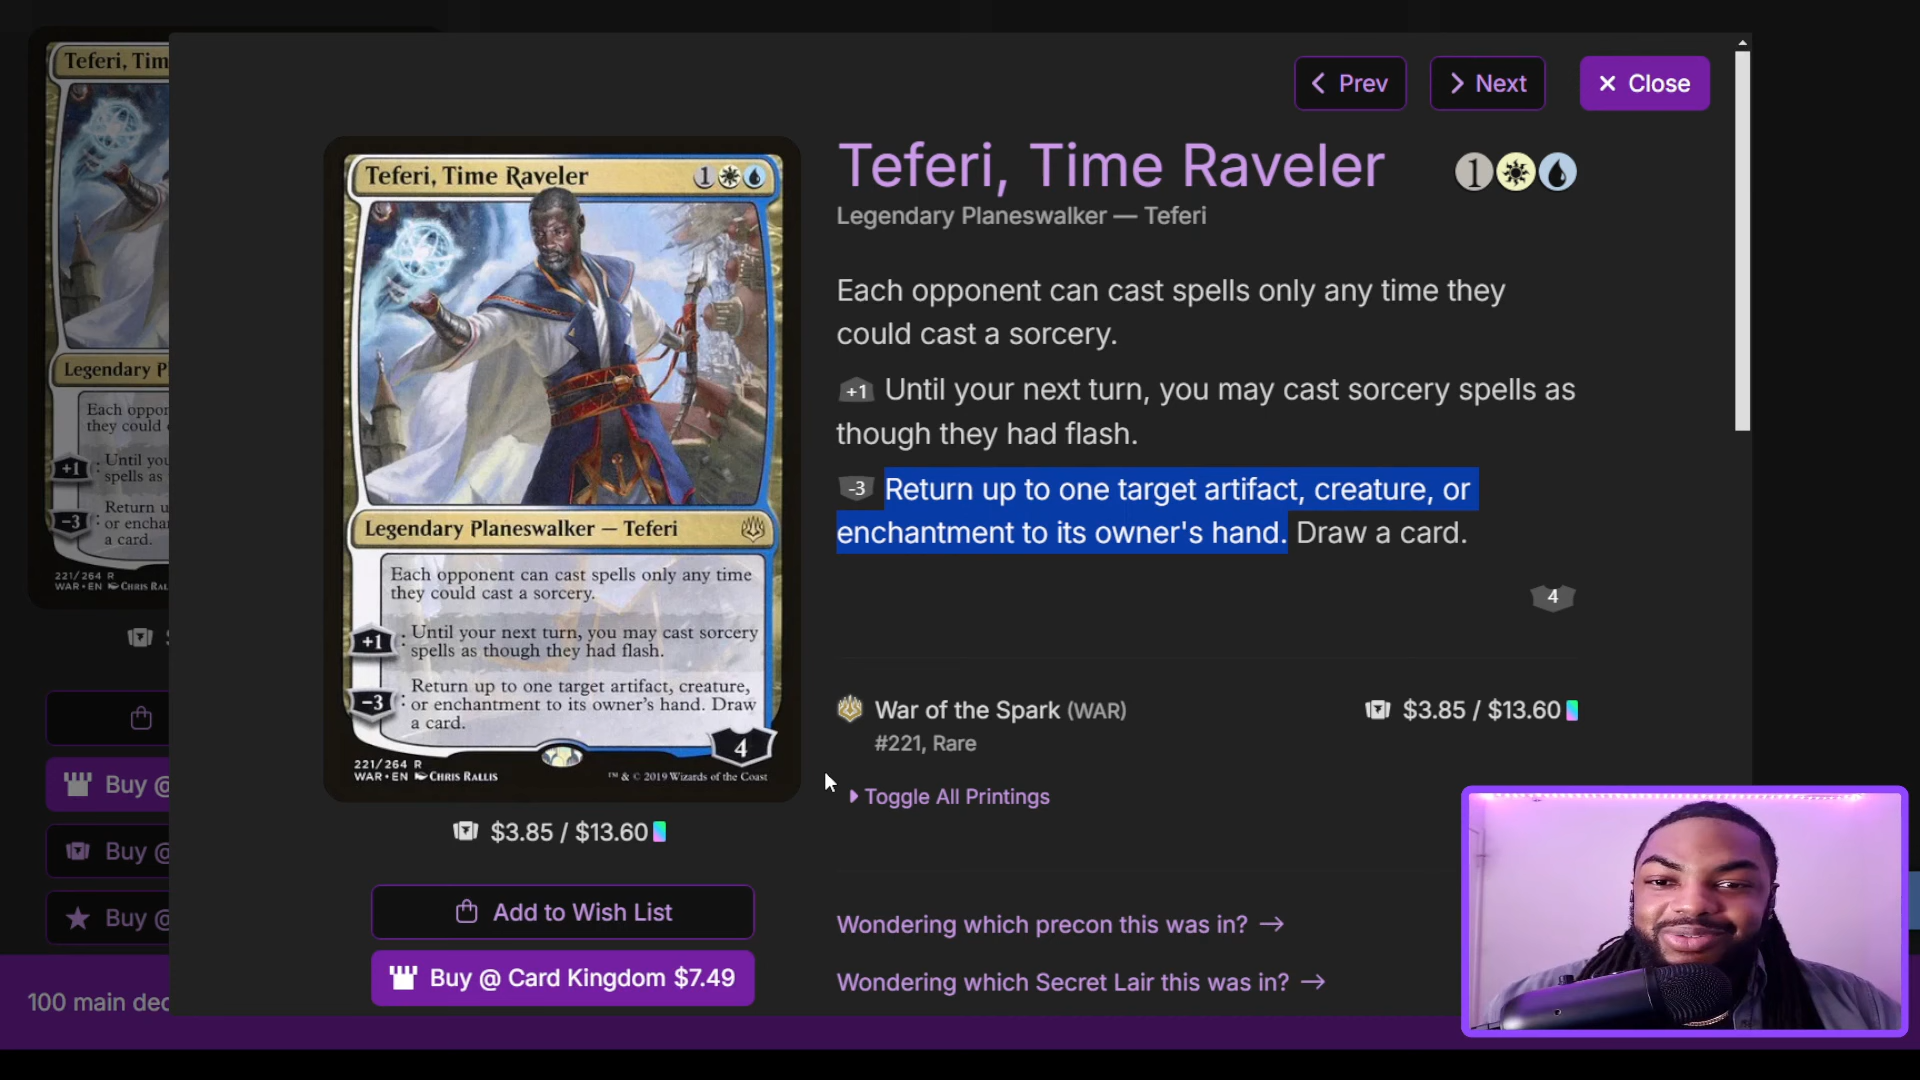 Teferi, Tim
Legendary P
Each oppor
they could
+1
: Until you
spells as
-3
Return u
or encha
a card.
221/264 R
WAR • EN CHRIS RAL
$
Buy @
Buy @
Buy @
100 main dec
Prev
Next
Close
Teferi, Time Raveler
1
Legendary Planeswalker — Teferi
Each opponent can cast spells only any time
they could cast a sorcery.
+1
: Until your next turn, you may cast sorcery
spells as though they had flash.
-3
: Return up to one target artifact, creature,
or enchantment to its owner's hand. Draw
a card.
4
221/264 R
WAR • EN CHRIS RALLIS
™ & © 2019 Wizards of the Coast
$3.85 / $13.60
Add to Wish List
Buy @ Card Kingdom $7.49
Teferi, Time Raveler
1
Legendary Planeswalker — Teferi
Each opponent can cast spells only any time they
could cast a sorcery.
+1 Until your next turn, you may cast sorcery spells as
though they had flash.
-3 Return up to one target artifact, creature, or
enchantment to its owner's hand. Draw a card.
4
War of the Spark (WAR)
$3.85 / $13.60
#221, Rare
Toggle All Printings
Wondering which precon this was in? →
Wondering which Secret Lair this was in? →